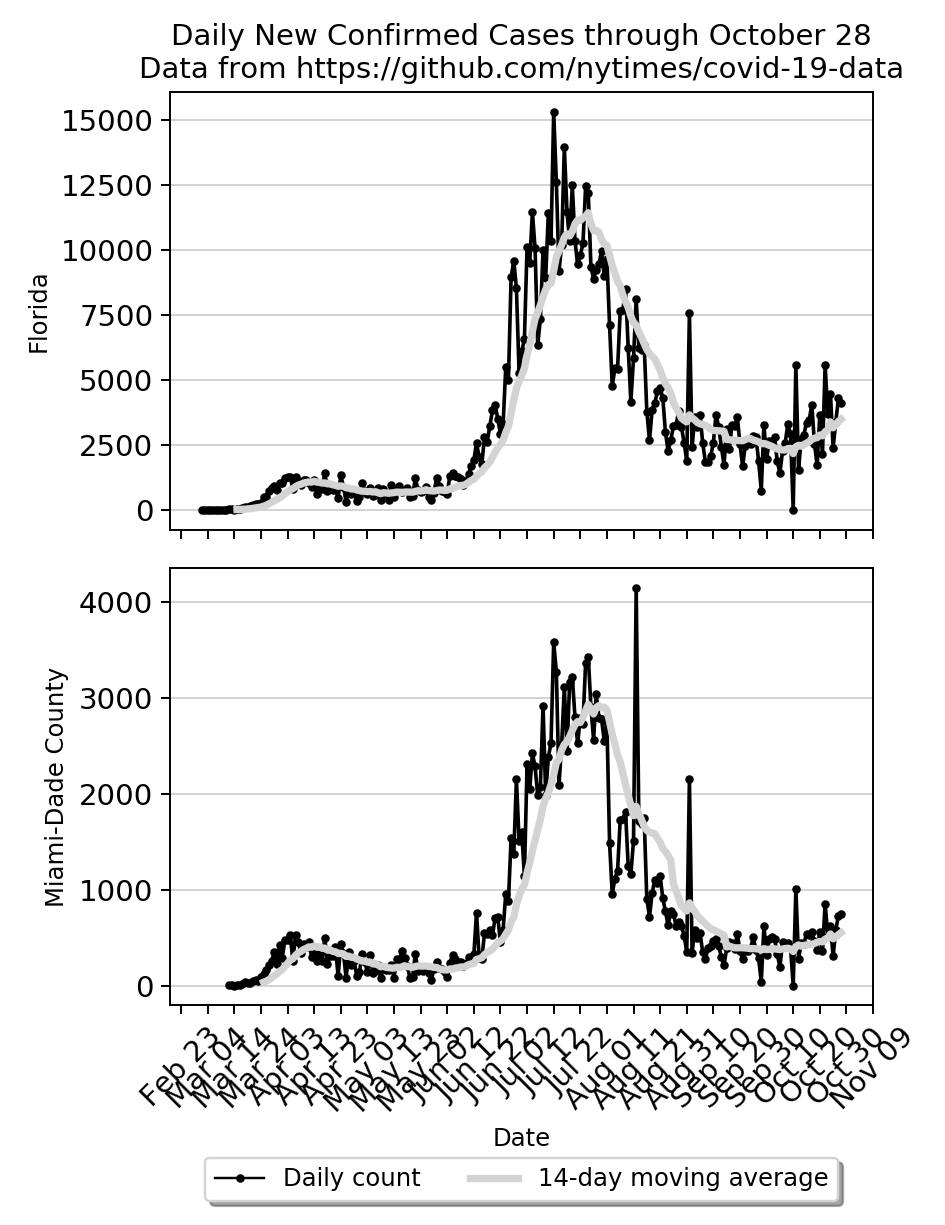 Daily New Confirmed Cases through October 28
Data from https://github.com/nytimes/covid-19-data
Florida
15000
12500
10000
7500
5000
2500
0
Miami-Dade County
4000
3000
2000
1000
0
Feb 23
Mar 04
Mar 14
Mar 24
Apr 03
Apr 13
Apr 23
May 03
May 13
May 23
Jun 02
Jun 12
Jun 22
Jul 02
Jul 12
Jul 22
Aug 01
Aug 11
Aug 21
Aug 31
Sep 10
Sep 20
Sep 30
Oct 10
Oct 20
Oct 30
Nov 09
Date
Daily count
14-day moving average